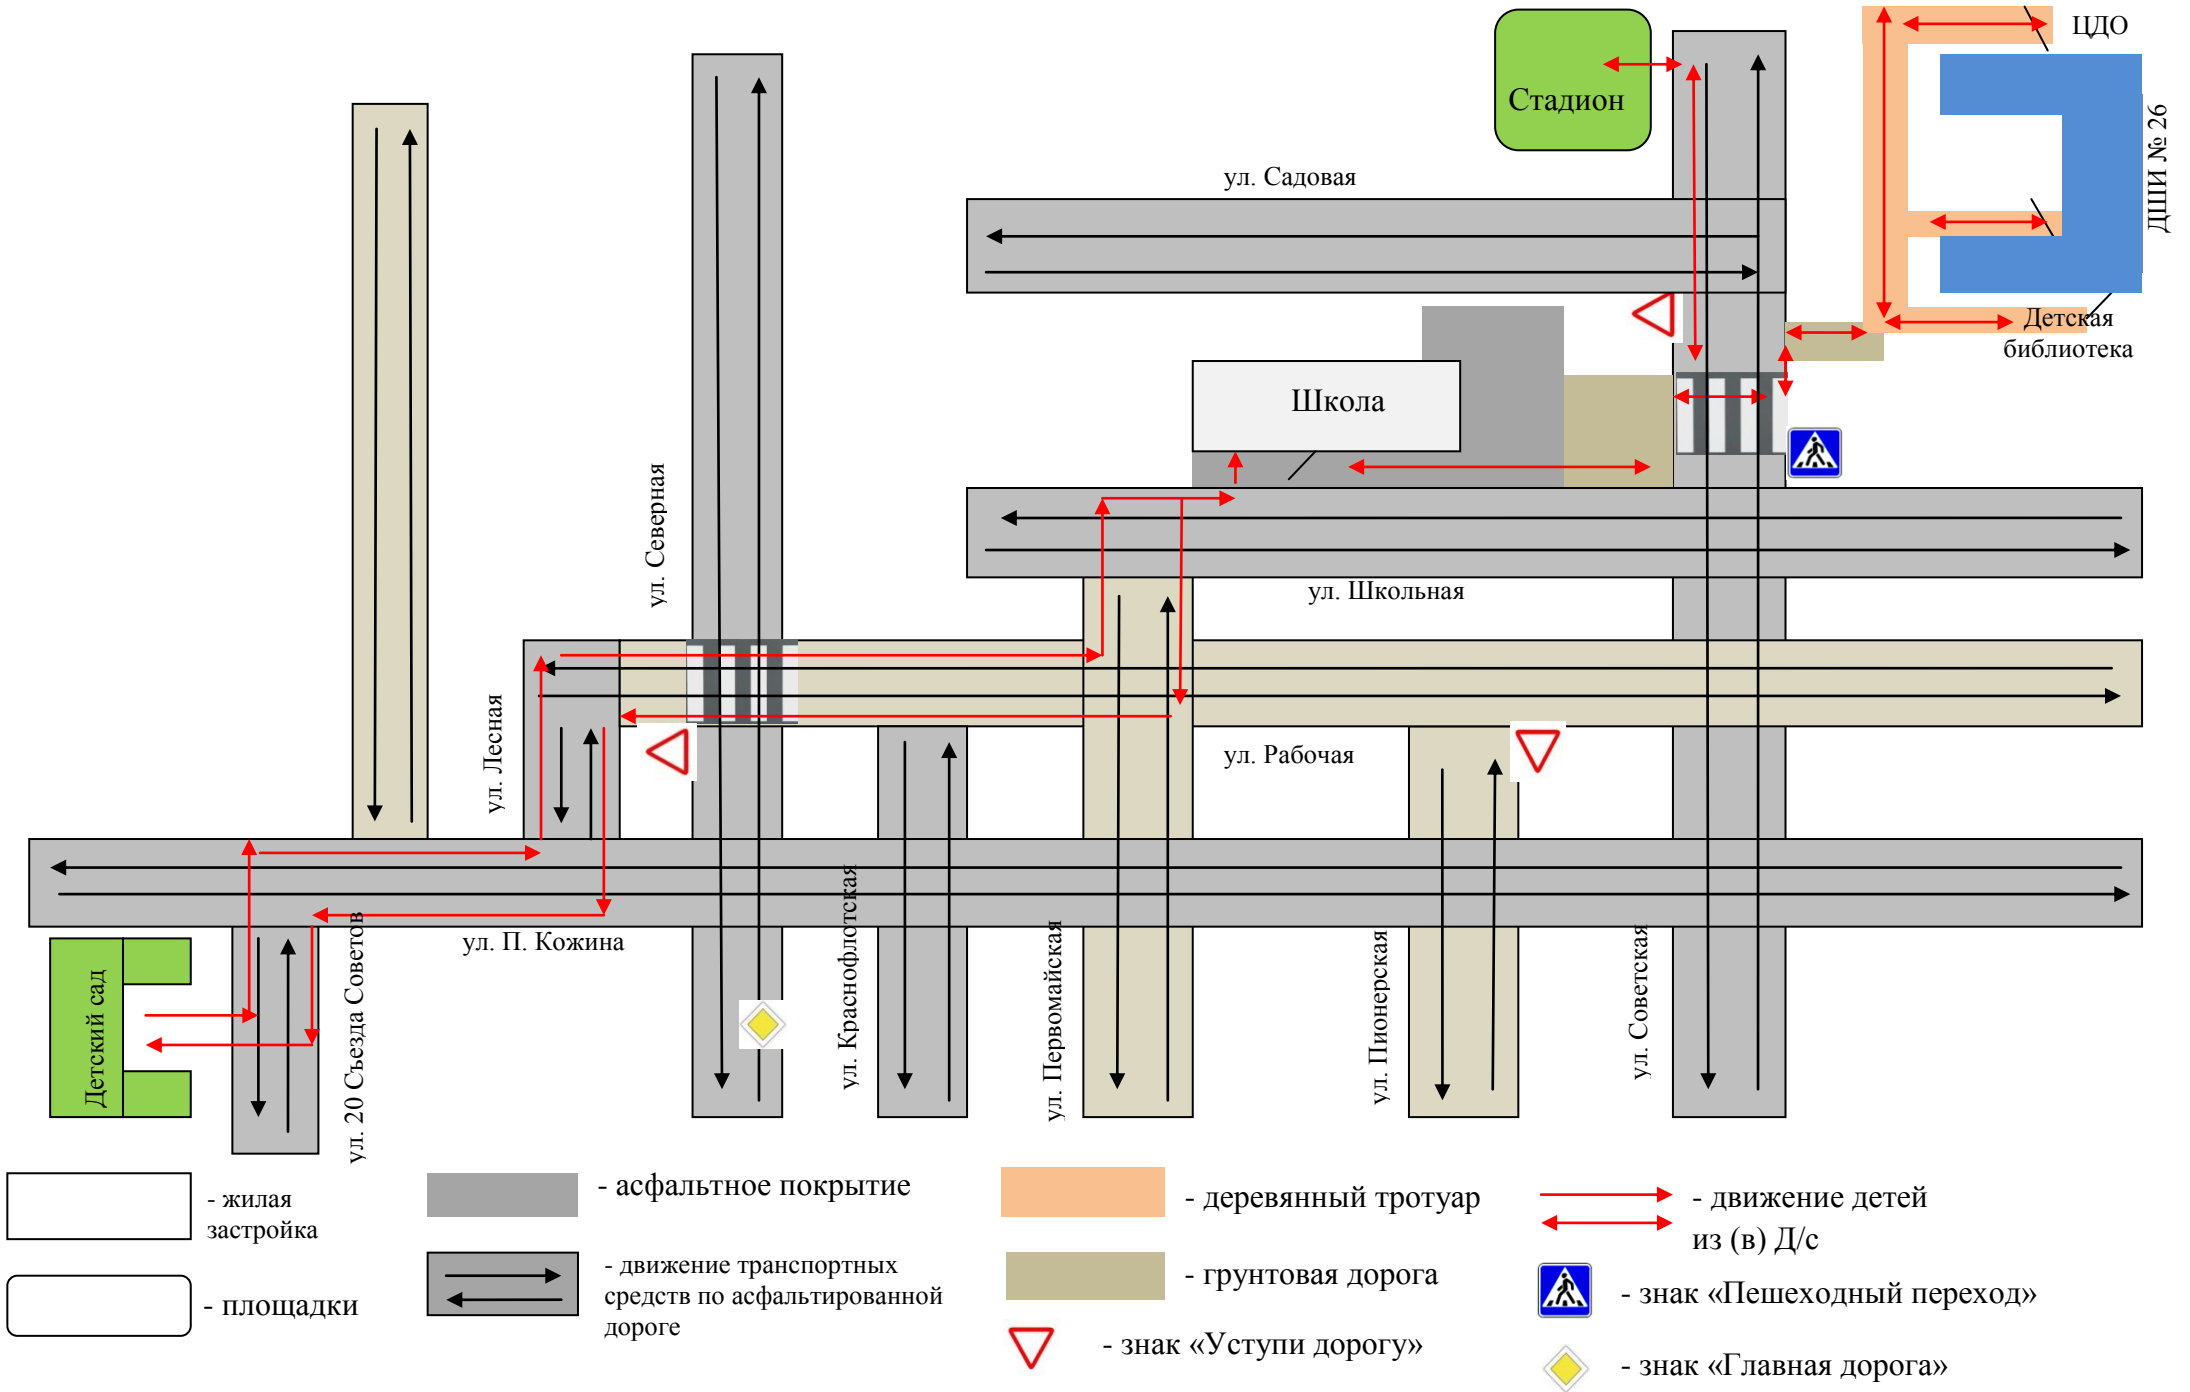 ЦДО
Стадион
ДШИ № 26
ул. Садовая
Детская
библиотека
Школа
ул. Северная
ул. Школьная
ул. Лесная
ул. Рабочая
ул. П. Кожина
Детский сад
ул. 20 Съезда Советов
ул. Краснофлотская
ул. Первомайская
ул. Пионерская
ул. Советская
- жилая
застройка
- площадки
- асфальтное покрытие
- движение транспортных
средств по асфальтированной
дороге
- деревянный тротуар
- грунтовая дорога
- знак «Уступи дорогу»
- движение детей
из (в) Д/с
- знак «Пешеходный переход»
- знак «Главная дорога»